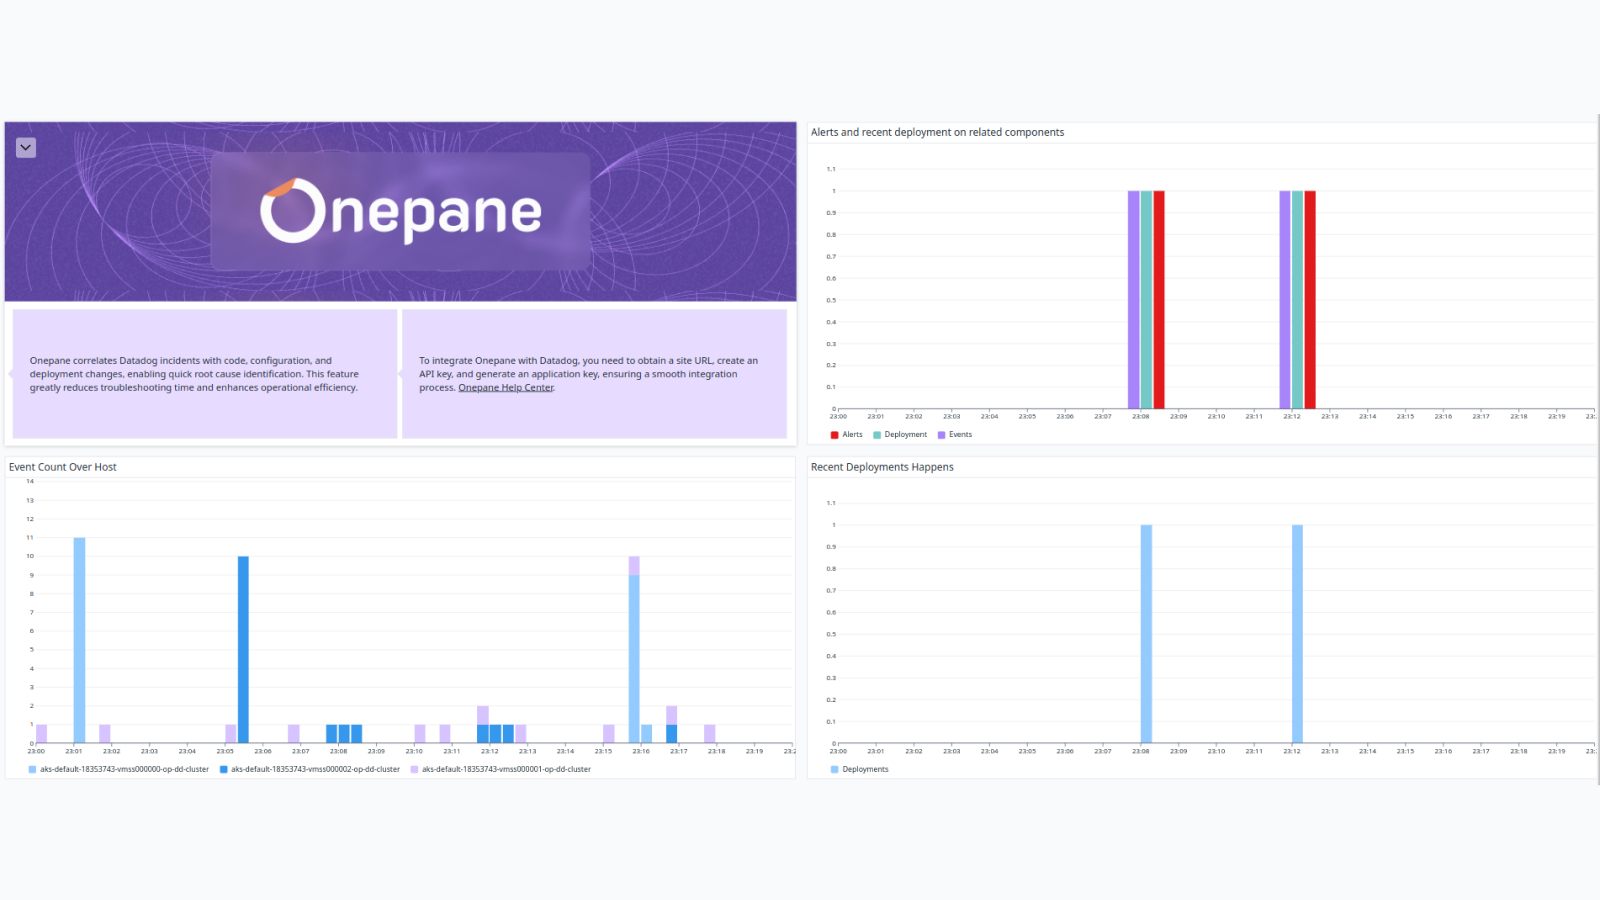 Onepane
Onepane correlates Datadog incidents with code, configuration, and
deployment changes, enabling quick root cause identification. This feature
greatly reduces troubleshooting time and enhances operational efficiency.
To integrate Onepane with Datadog, you need to obtain a site URL, create an
API key, and generate an application key, ensuring a smooth integration
process. Onepane Help Center.
Alerts and recent deployment on related components
1.1
1
0.9
0.8
0.7
0.6
0.5
0.4
0.3
0.2
0.1
0
23:00 23:01 23:02 23:03 23:04 23:05 23:06 23:07 23:08 23:09 23:10 23:11 23:12 23:13 23:14 23:15 23:16 23:17 23:18 23:19
Alerts Deployment Events
Event Count Over Host
14
13
12
11
10
9
8
7
6
5
4
3
2
1
0
23:00 23:01 23:02 23:03 23:04 23:05 23:06 23:07 23:08 23:09 23:10 23:11 23:12 23:13 23:14 23:15 23:16 23:17 23:18 23:19
aks-default-18353743-vmss000000-op-dd-cluster aks-default-18353743-vmss000002-op-dd-cluster aks-default-18353743-vmss000001-op-dd-cluster
Recent Deployments Happens
1.1
1
0.9
0.8
0.7
0.6
0.5
0.4
0.3
0.2
0.1
0
23:00 23:01 23:02 23:03 23:04 23:05 23:06 23:07 23:08 23:09 23:10 23:11 23:12 23:13 23:14 23:15 23:16 23:17 23:18 23:19
Deployments